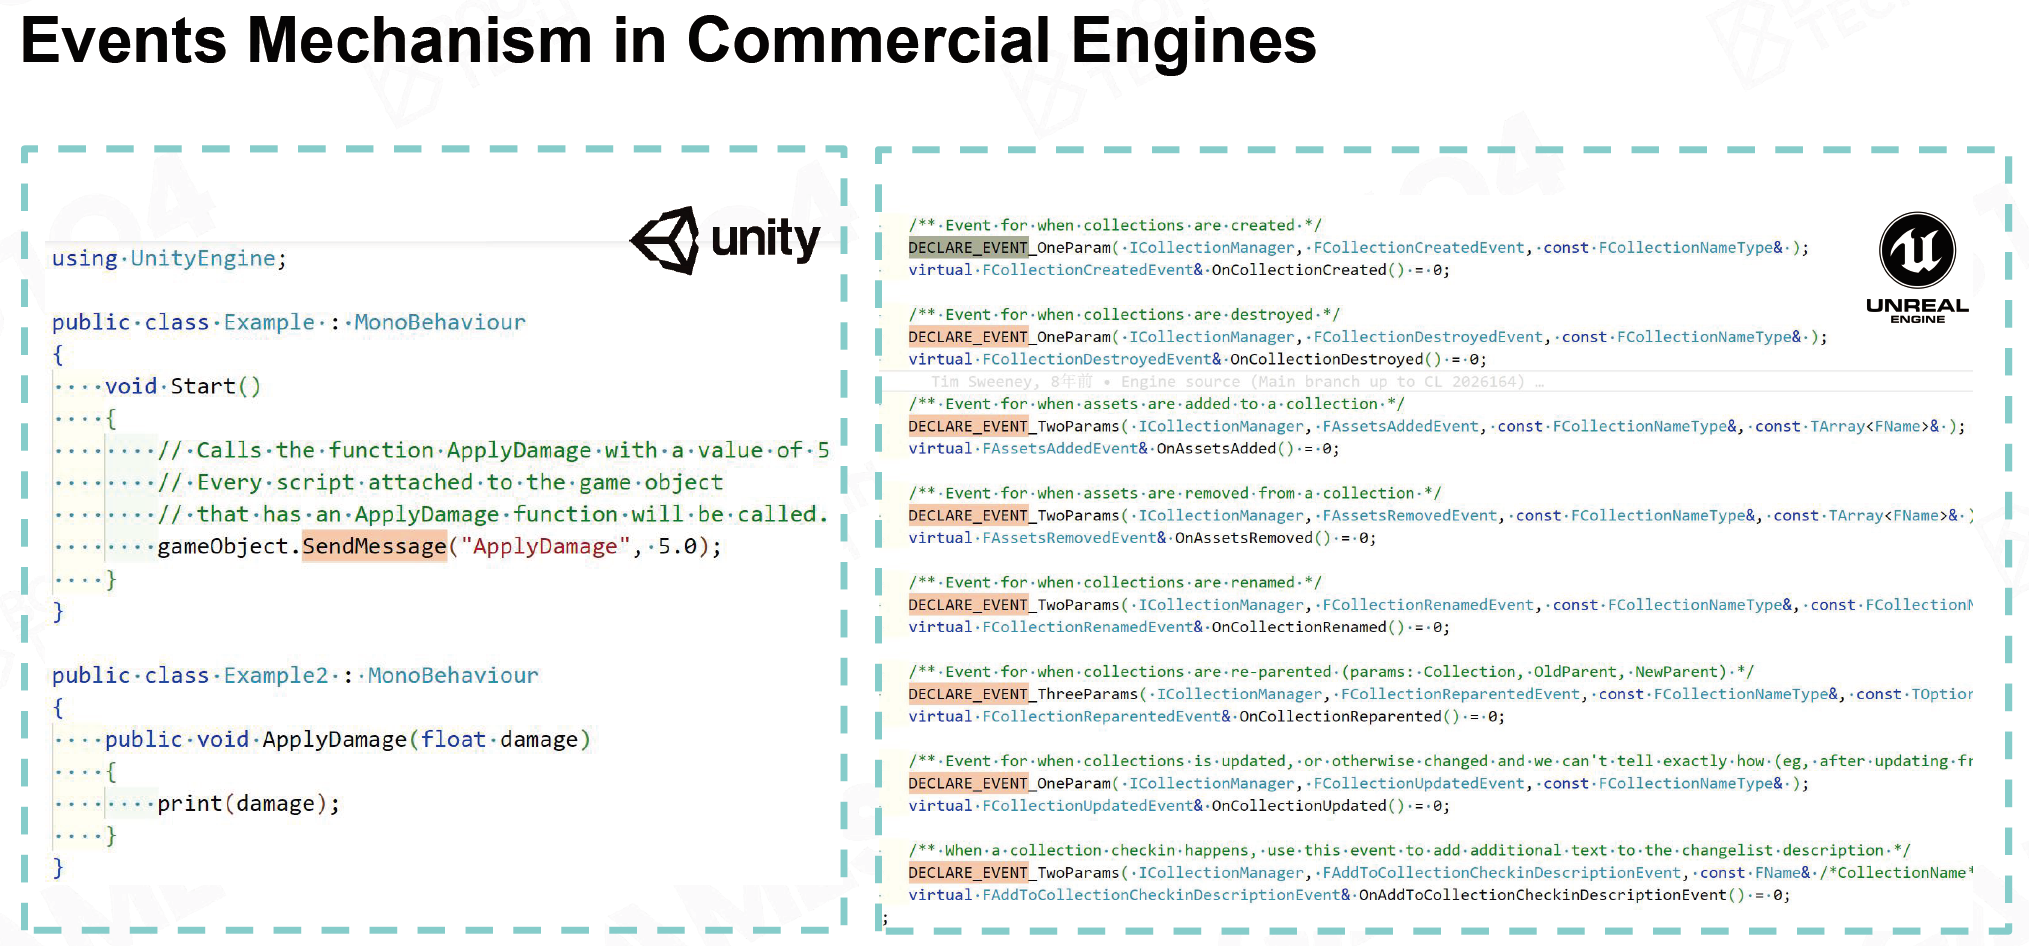 Events Mechanism in Commercial Engines
unity
using UnityEngine;
public class Example : MonoBehaviour
{
void Start()
{
// Calls the function ApplyDamage with a value of 5
// Every script attached to the game object
// that has an ApplyDamage function will be called.
gameObject.SendMessage("ApplyDamage", 5.0);
}
}
public class Example2 : MonoBehaviour
{
public void ApplyDamage(float damage)
{
print(damage);
}
}
UNREAL
ENGINE
/** Event for when collections are created */
DECLARE_EVENT_OneParam( ICollectionManager, FCollectionCreatedEvent, const FCollectionNameType& );
virtual FCollectionCreatedEvent& OnCollectionCreated() = 0;
/** Event for when collections are destroyed */
DECLARE_EVENT_OneParam( ICollectionManager, FCollectionDestroyedEvent, const FCollectionNameType& );
virtual FCollectionDestroyedEvent& OnCollectionDestroyed() = 0;
Tim Sweeney, 8年前 • Engine source (Main branch up to CL 2026164) …
/** Event for when assets are added to a collection */
DECLARE_EVENT_TwoParams( ICollectionManager, FAssetsAddedEvent, const FCollectionNameType&, const TArray<FName>& );
virtual FAssetsAddedEvent& OnAssetsAdded() = 0;
/** Event for when assets are removed from a collection */
DECLARE_EVENT_TwoParams( ICollectionManager, FAssetsRemovedEvent, const FCollectionNameType&, const TArray<FName>& )
virtual FAssetsRemovedEvent& OnAssetsRemoved() = 0;
/** Event for when collections are renamed */
DECLARE_EVENT_TwoParams( ICollectionManager, FCollectionRenamedEvent, const FCollectionNameType&, const FCollectionN
virtual FCollectionRenamedEvent& OnCollectionRenamed() = 0;
/** Event for when collections are re-parented (params: Collection, OldParent, NewParent) */
DECLARE_EVENT_ThreeParams( ICollectionManager, FCollectionReparentedEvent, const FCollectionNameType&, const TOption
virtual FCollectionReparentedEvent& OnCollectionReparented() = 0;
/** Event for when collections is updated, or otherwise changed and we can't tell exactly how (eg, after updating fr
DECLARE_EVENT_OneParam( ICollectionManager, FCollectionUpdatedEvent, const FCollectionNameType& );
virtual FCollectionUpdatedEvent& OnCollectionUpdated() = 0;
/** When a collection checkin happens, use this event to add additional text to the changelist description */
DECLARE_EVENT_TwoParams( ICollectionManager, FAddToCollectionCheckinDescriptionEvent, const FName& /*CollectionName*
virtual FAddToCollectionCheckinDescriptionEvent& OnAddToCollectionCheckinDescriptionEvent() = 0;
;